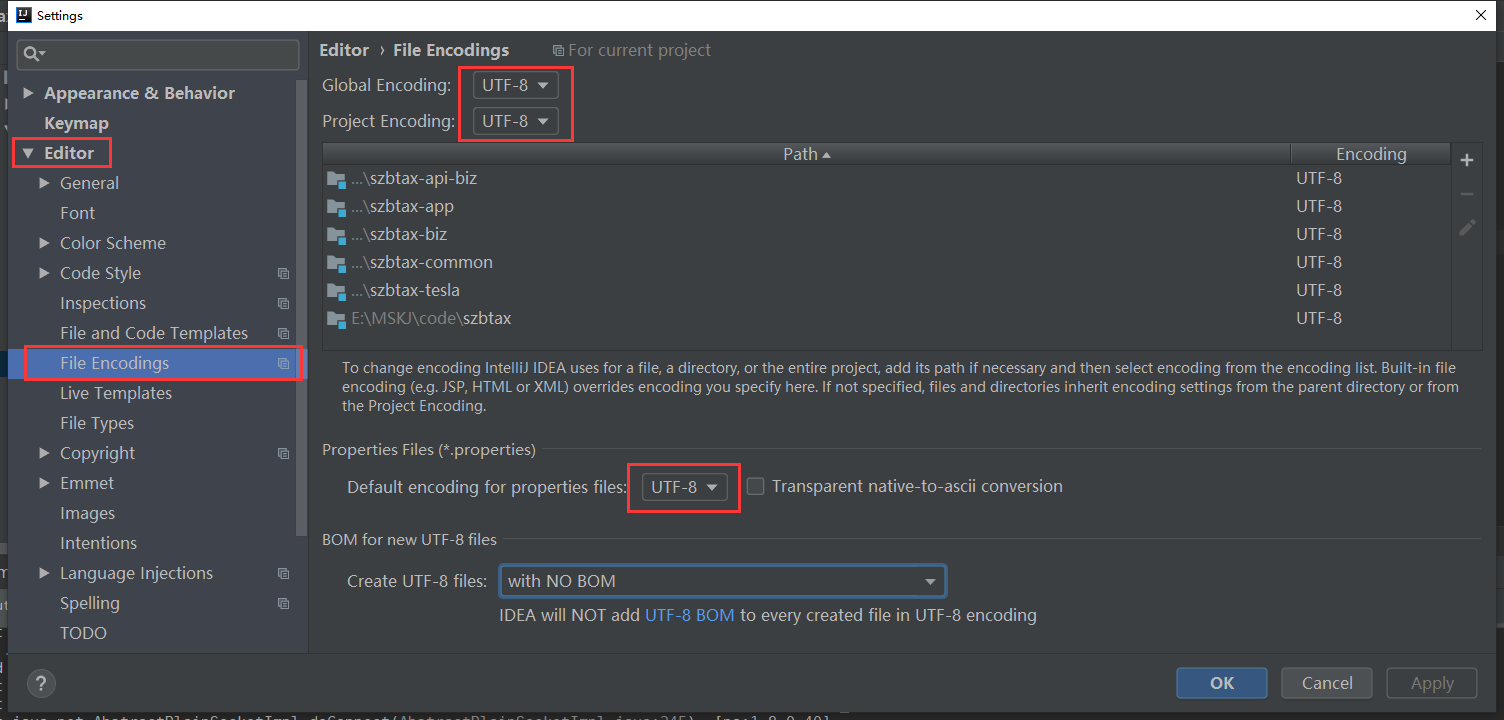 Settings
Editor › File Encodings For current project
Global Encoding: UTF-8
Project Encoding: UTF-8
Appearance & Behavior
Keymap
Editor
General
Font
Color Scheme
Code Style
Inspections
File and Code Templates
File Encodings
Live Templates
File Types
Copyright
Emmet
Images
Intentions
Language Injections
Spelling
TODO
Path Encoding
...\szbtax-api-biz UTF-8
...\szbtax-app UTF-8
...\szbtax-biz UTF-8
...\szbtax-common UTF-8
...\szbtax-tesla UTF-8
E:\MSKJ\code\szbtax UTF-8
To change encoding IntelliJ IDEA uses for a file, a directory, or the entire project, add its path if necessary and then select encoding from the encoding list. Built-in file
encoding (e.g. JSP, HTML or XML) overrides encoding you specify here. If not specified, files and directories inherit encoding settings from the parent directory or from
the Project Encoding.
Properties Files (*.properties)
Default encoding for properties files: UTF-8 Transparent native-to-ascii conversion
BOM for new UTF-8 files
Create UTF-8 files: with NO BOM
IDEA will NOT add UTF-8 BOM to every created file in UTF-8 encoding
? OK Cancel Apply